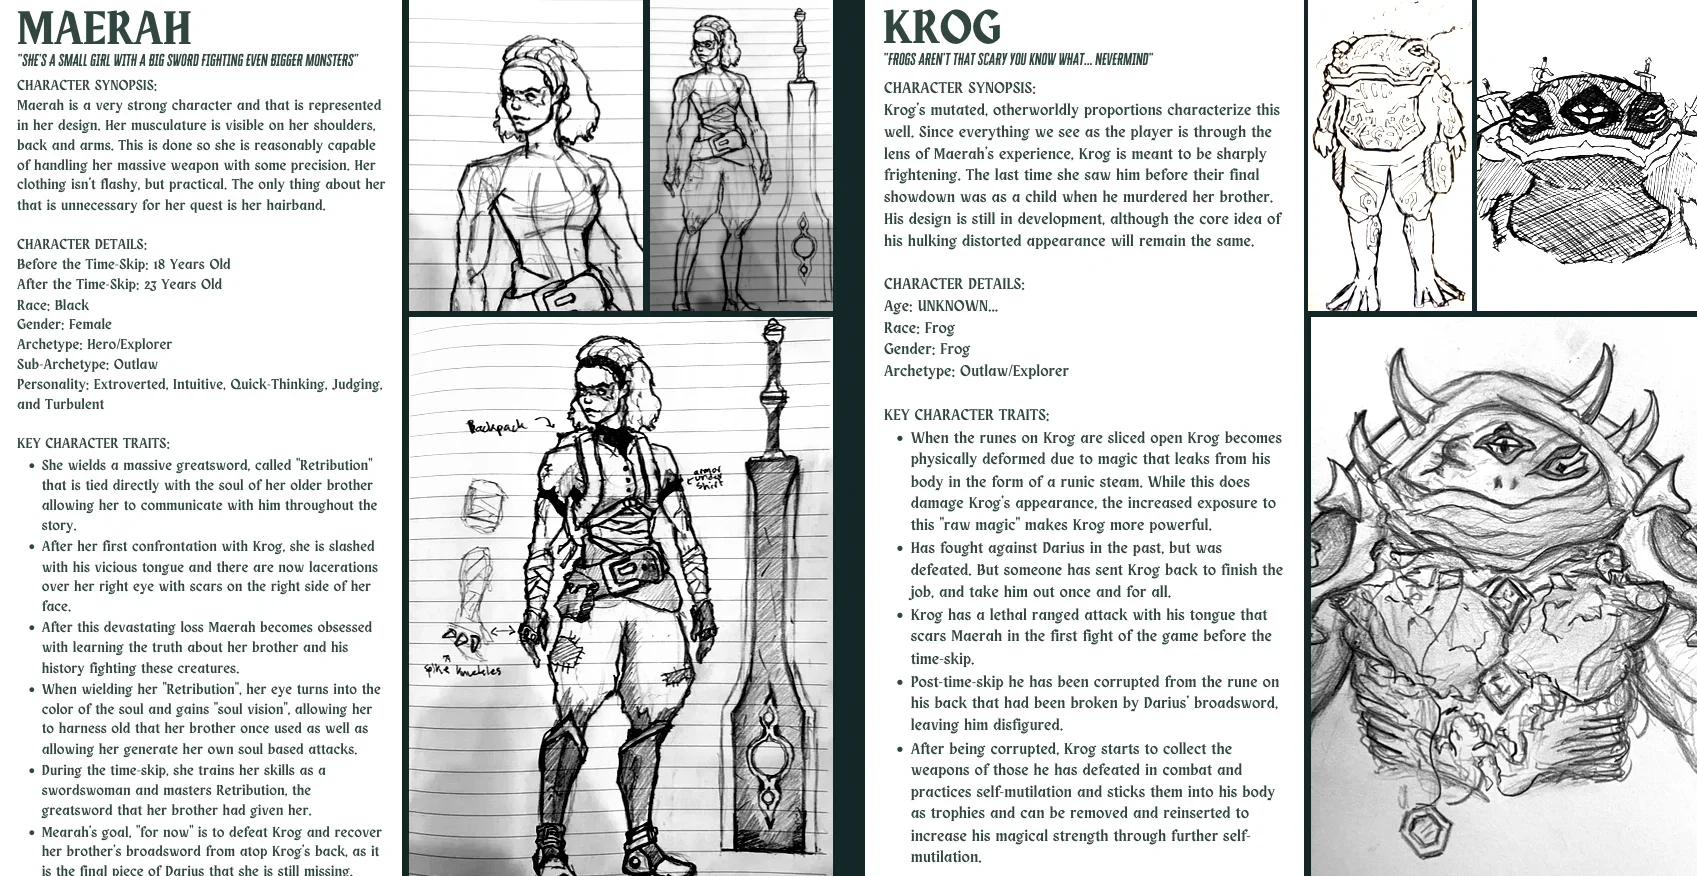 MAERAH
"SHE'S A SMALL GIRL WITH A BIG SWORD FIGHTING EVEN BIGGER MONSTERS"
CHARACTER SYNOPSIS:
Maerah is a very strong character and that is represented
in her design. Her musculature is visible on her shoulders,
back and arms. This is done so she is reasonably capable
of handling her massive weapon with some precision. Her
clothing isn't flashy, but practical. The only thing about her
that is unnecessary for her quest is her hairband.
CHARACTER DETAILS:
Before the Time-Skip: 18 Years Old
After the Time-Skip: 23 Years Old
Race: Black
Gender: Female
Archetype: Hero/Explorer
Sub-Archetype: Outlaw
Personality: Extroverted, Intuitive, Quick-Thinking, Judging,
and Turbulent
KEY CHARACTER TRAITS:
• She wields a massive greatsword, called "Retribution"
that is tied directly with the soul of her older brother
allowing her to communicate with him throughout the
story.
• After her first confrontation with Krog, she is slashed
with his vicious tongue and there are now lacerations
over her right eye with scars on the right side of her
face.
• After this devastating loss Maerah becomes obsessed
with learning the truth about her brother and his
history fighting these creatures.
• When wielding her "Retribution", her eye turns into the
color of the soul and gains "soul vision", allowing her
to harness old that her brother once used as well as
allowing her generate her own soul based attacks.
• During the time-skip, she trains her skills as a
swordswoman and masters Retribution, the
greatsword that her brother had given her.
• Mearah's goal, "for now" is to defeat Krog and recover
her brother's broadsword from atop Krog's back, as it
is the final piece of Darius that she is still missing.
Backpack
armor
under
shirt
spike knuckles
KROG
"FROGS AREN'T THAT SCARY YOU KNOW WHAT... NEVERMIND"
CHARACTER SYNOPSIS:
Krog's mutated, otherworldly proportions characterize this
well. Since everything we see as the player is through the
lens of Maerah's experience, Krog is meant to be sharply
frightening. The last time she saw him before their final
showdown was as a child when he murdered her brother.
His design is still in development, although the core idea of
his hulking distorted appearance will remain the same.
CHARACTER DETAILS:
Age: UNKNOWN...
Race: Frog
Gender: Frog
Archetype: Outlaw/Explorer
KEY CHARACTER TRAITS:
• When the runes on Krog are sliced open Krog becomes
physically deformed due to magic that leaks from his
body in the form of a runic steam. While this does
damage Krog's appearance, the increased exposure to
this "raw magic" makes Krog more powerful.
• Has fought against Darius in the past, but was
defeated. But someone has sent Krog back to finish the
job, and take him out once and for all.
• Krog has a lethal ranged attack with his tongue that
scars Maerah in the first fight of the game before the
time-skip.
• Post-time-skip he has been corrupted from the rune on
his back that had been broken by Darius' broadsword,
leaving him disfigured.
• After being corrupted, Krog starts to collect the
weapons of those he has defeated in combat and
practices self-mutilation and sticks them into his body
as trophies and can be removed and reinserted to
increase his magical strength through further self-
mutilation.